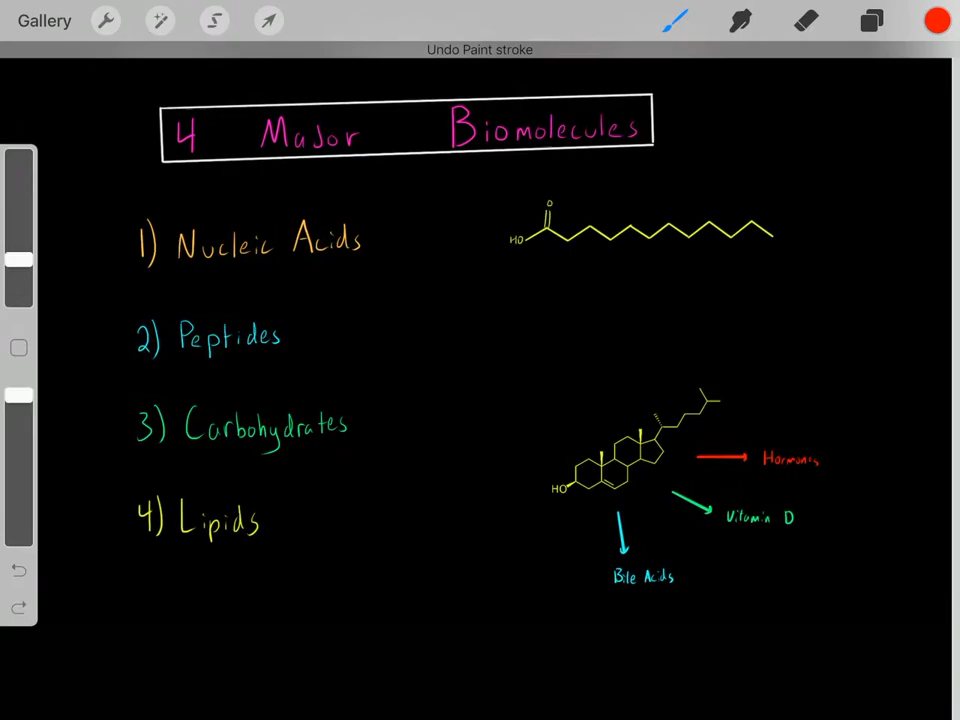 Gallery
Undo Paint stroke
4 Major Biomolecules
1) Nucleic Acids
O
HO
2) Peptides
3) Carbohydrates
Hormones
HO
4) Lipids
Vitamin D
Bile Acids